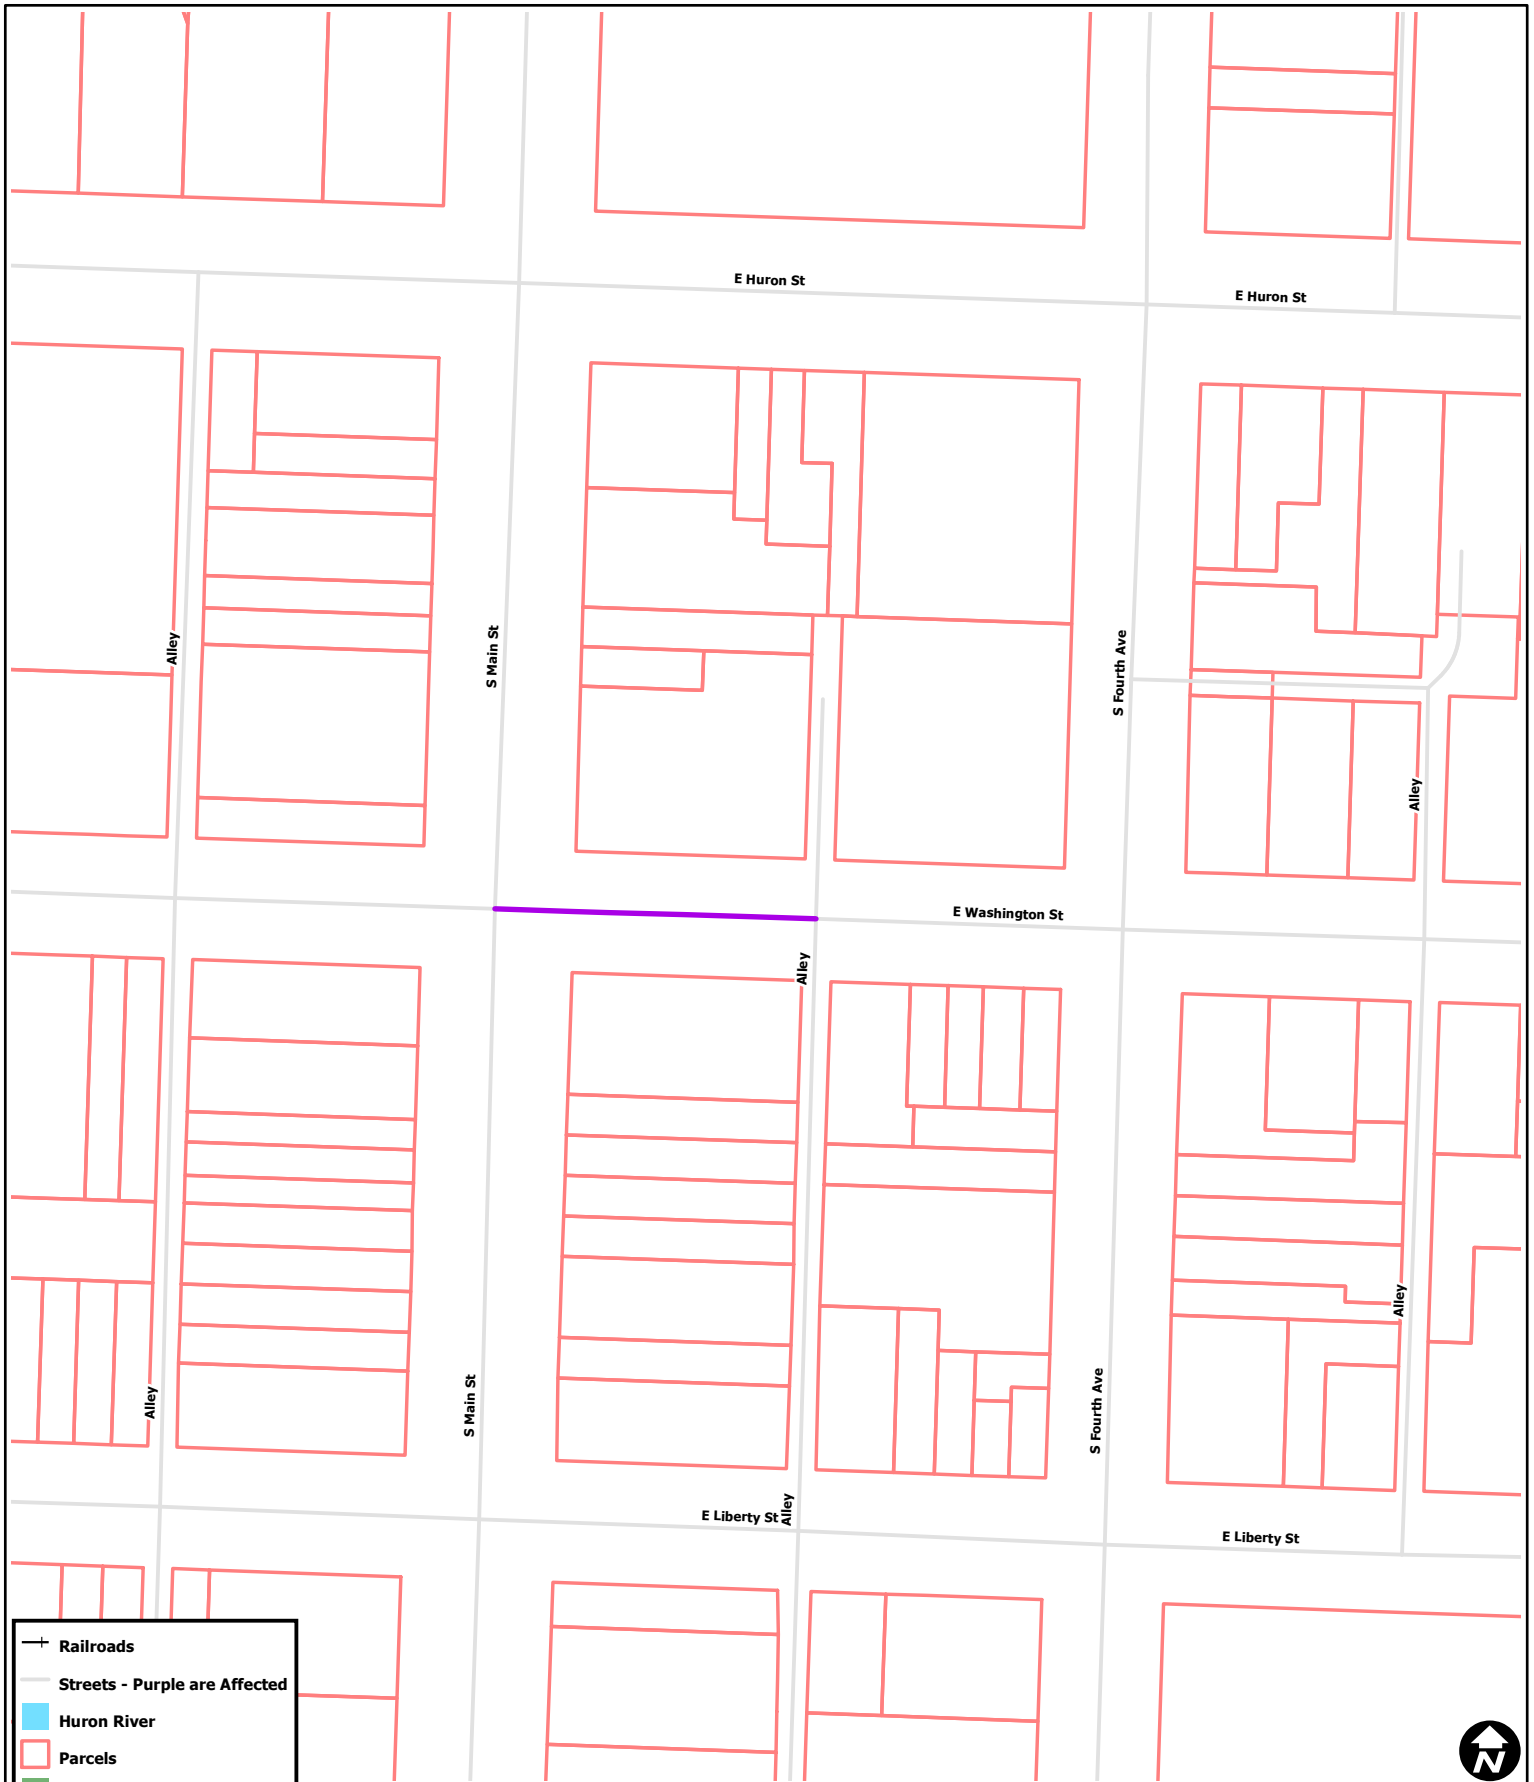 E Huron St
E Huron St
Alley
S Main St
S Fourth Ave
Alley
E Washington St
Alley
Alley
Alley
S Main St
S Fourth Ave
E Liberty St
Alley
E Liberty St
Railroads
Streets - Purple are Affected
Huron River
Parcels
N